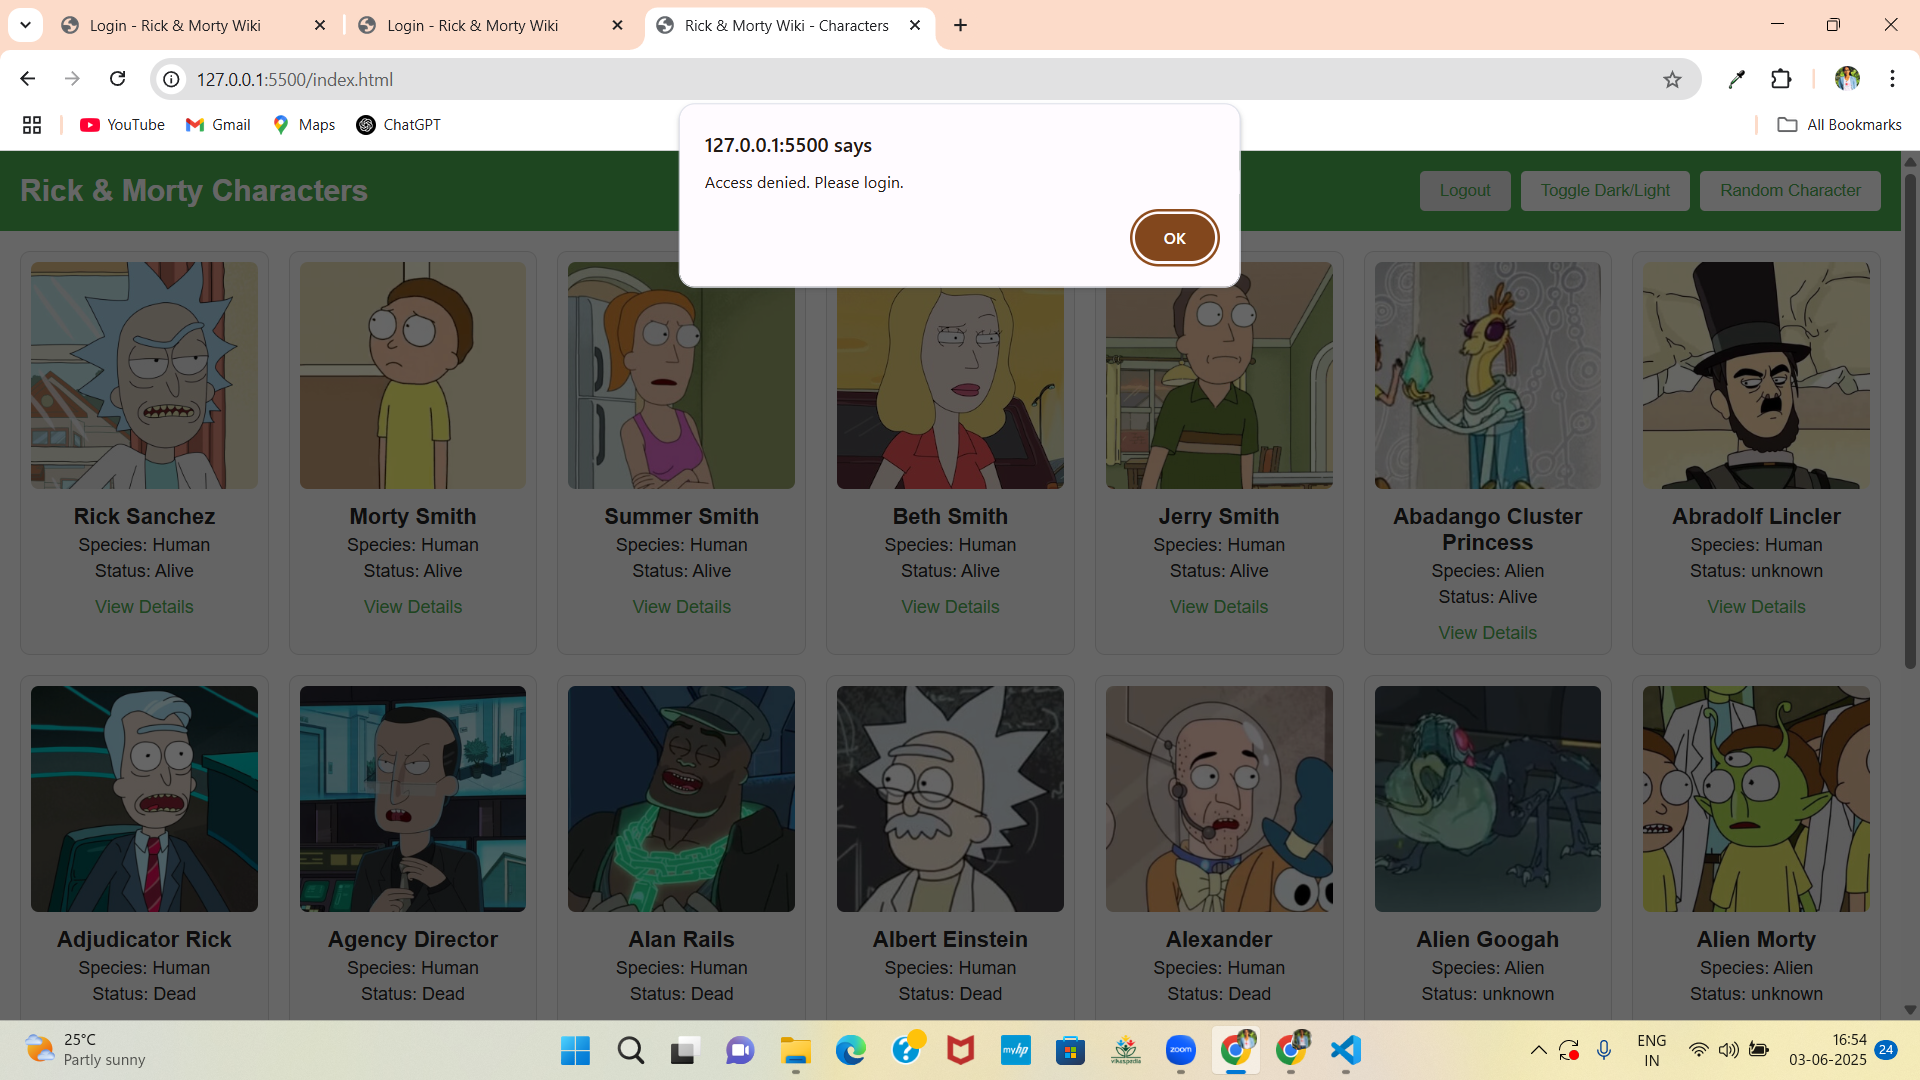 Login - Rick & Morty Wiki
Login - Rick & Morty Wiki
Rick & Morty Wiki - Characters
127.0.0.1:5500/index.html
YouTube
Gmail
Maps
ChatGPT
All Bookmarks
127.0.0.1:5500 says
Access denied. Please login.
OK
Rick & Morty Characters
Logout
Toggle Dark/Light
Random Character
Rick Sanchez
Species: Human
Status: Alive
View Details
Morty Smith
Species: Human
Status: Alive
View Details
Summer Smith
Species: Human
Status: Alive
View Details
Beth Smith
Species: Human
Status: Alive
View Details
Jerry Smith
Species: Human
Status: Alive
View Details
Abadango Cluster
Princess
Species: Alien
Status: Alive
View Details
Abradolf Lincler
Species: Human
Status: unknown
View Details
Adjudicator Rick
Species: Human
Status: Dead
Agency Director
Species: Human
Status: Dead
Alan Rails
Species: Human
Status: Dead
Albert Einstein
Species: Human
Status: Dead
Alexander
Species: Human
Status: Dead
Alien Googah
Species: Alien
Status: unknown
Alien Morty
Species: Alien
Status: unknown
25°C
Partly sunny
myhp
vikaspedia
zoom
ENG
IN
16:54
03-06-2025
24